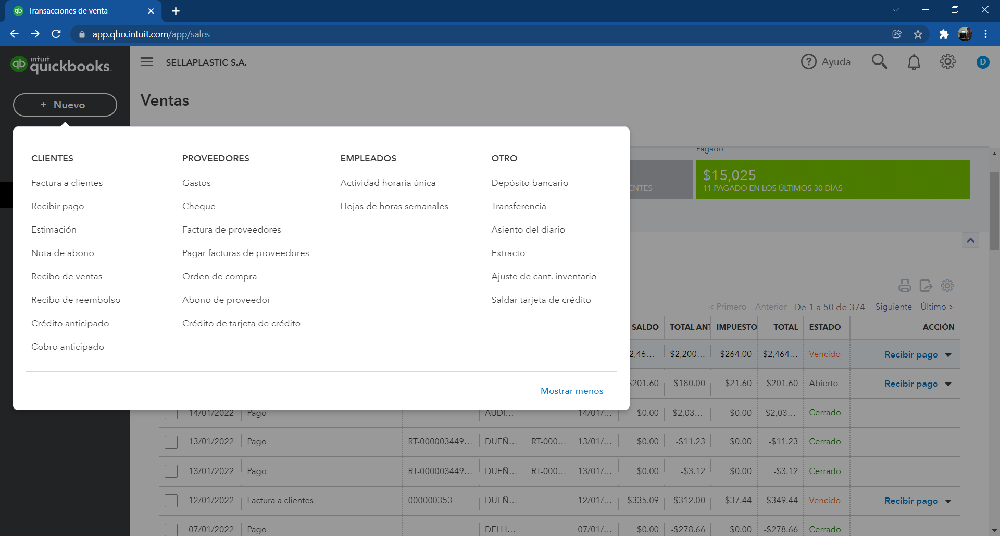 Transacciones de venta
app.qbo.intuit.com/app/sales
intuit
quickbooks.
SELLAPLASTIC S.A.
? Ayuda
D
+ Nuevo
Ventas
CLIENTES
Factura a clientes
Recibir pago
Estimación
Nota de abono
Recibo de ventas
Recibo de reembolso
Crédito anticipado
Cobro anticipado
PROVEEDORES
Gastos
Cheque
Factura de proveedores
Pagar facturas de proveedores
Orden de compra
Abono de proveedor
Crédito de tarjeta de crédito
EMPLEADOS
Actividad horaria única
Hojas de horas semanales
OTRO
Depósito bancario
Transferencia
Asiento del diario
Extracto
Ajuste de cant. inventario
Saldar tarjeta de crédito
Mostrar menos
Pagado
$15,025
ENTES 11 PAGADO EN LOS ÚLTIMOS 30 DÍAS
< Primero Anterior De 1 a 50 de 374 Siguiente Último >
SALDO TOTAL ANT IMPUESTO TOTAL ESTADO ACCIÓN
2,46... $2,200... $264.00 $2,464... Vencido Recibir pago
$201.60 $180.00 $21.60 $201.60 Abierto Recibir pago
14/01/2022 Pago AUDI... 14/01/... $0.00 -$2,03... $0.00 -$2,03... Cerrado
13/01/2022 Pago RT-000003449... DUEÑ... RT-000... 13/01/... $0.00 -$11.23 $0.00 -$11.23 Cerrado
13/01/2022 Pago RT-000003449... DUEÑ... RT-000... 13/01/... $0.00 -$3.12 $0.00 -$3.12 Cerrado
12/01/2022 Factura a clientes 000000353 DUEÑ... 12/01/... $335.09 $312.00 $37.44 $349.44 Vencido Recibir pago
07/01/2022 Pago DELI I... 07/01/... $0.00 -$278.66 $0.00 -$278.66 Cerrado